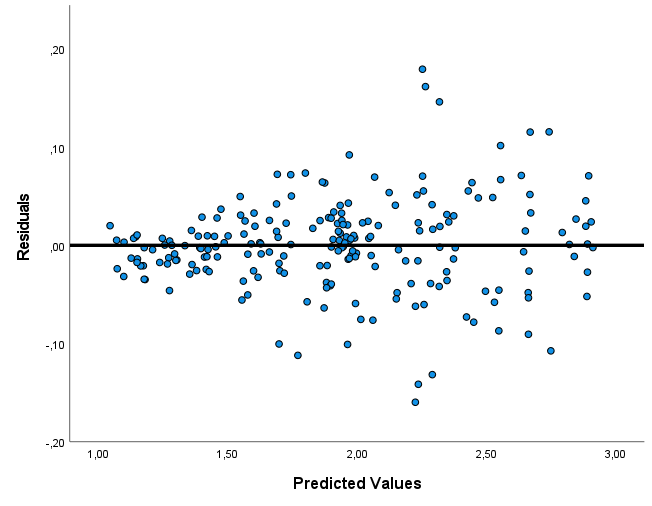 ,20
,10
,00
-,10
-,20
Residuals
1,00 1,50 2,00 2,50 3,00
Predicted Values